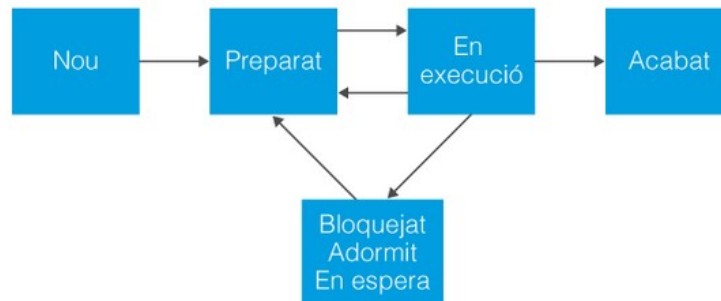 Nou
Preparat
En
execució
Acabat
Bloquejat
Adormit
En espera